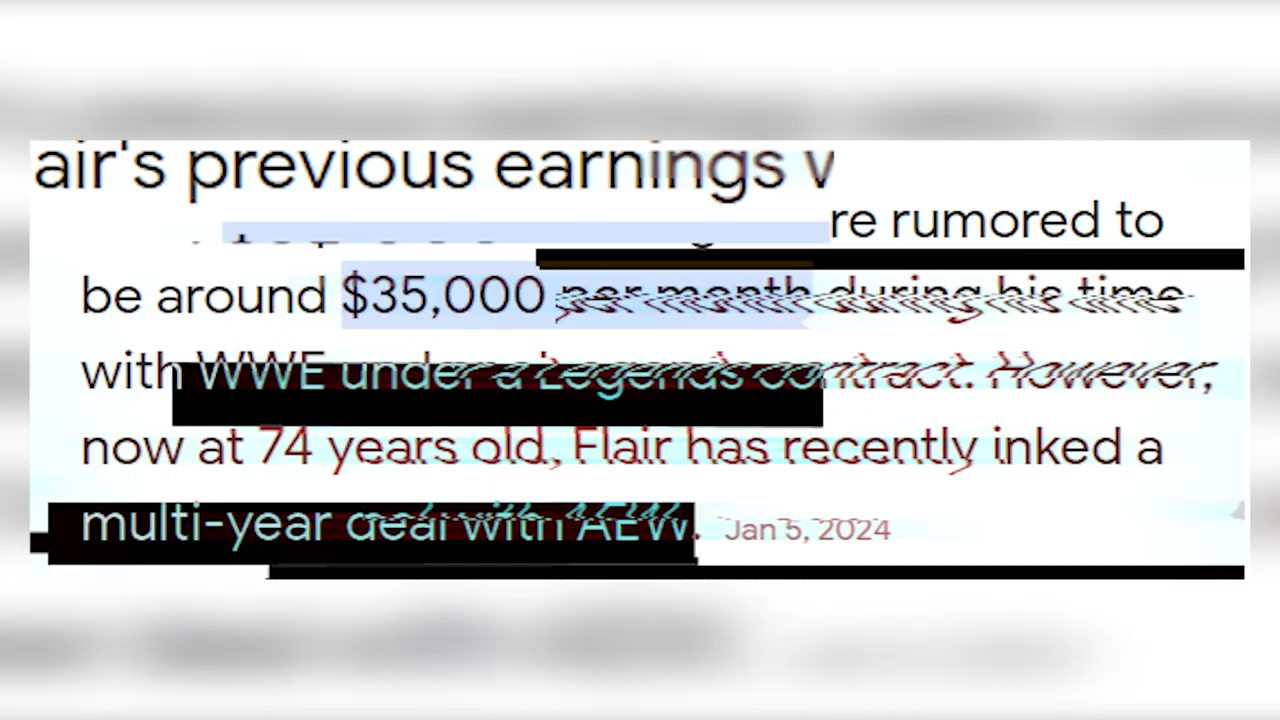 air's previous earnings
re rumored to
be around $35,000 per month during his time
with WWE under a Legends contract. However,
now at 74 years old, Flair has recently inked a
multi-year deal with AEW. Jan 5, 2024